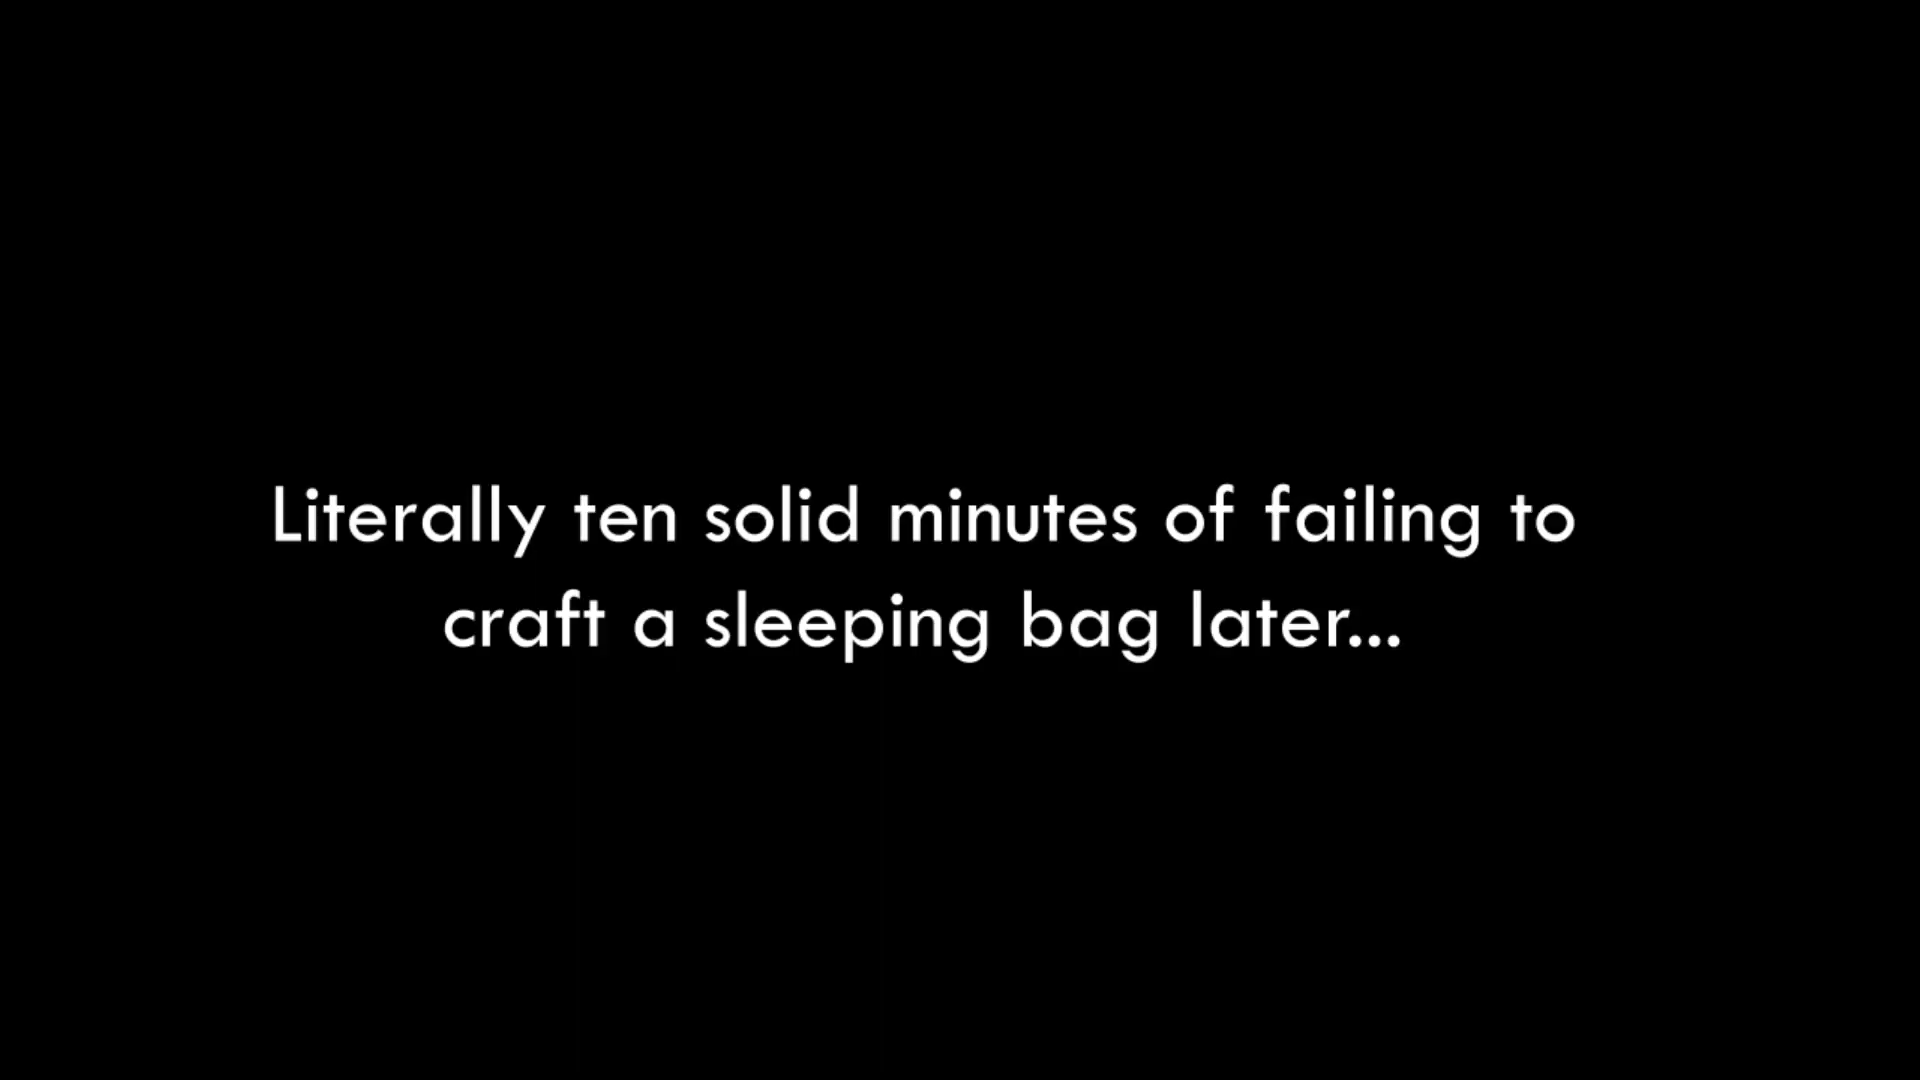 Literally ten solid minutes of failing to
craft a sleeping bag later...